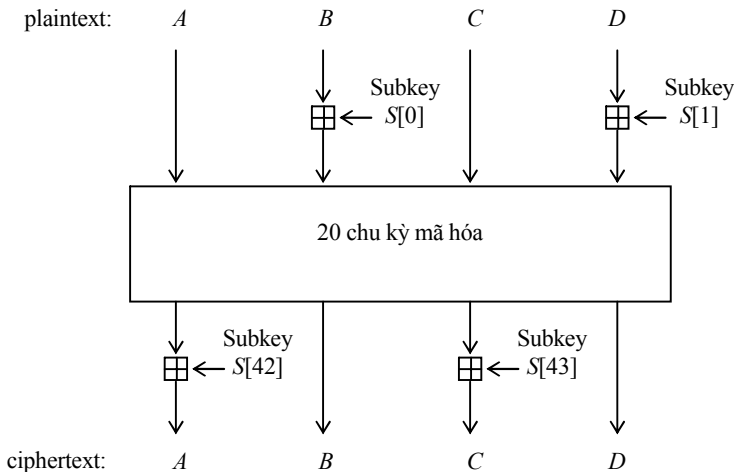 plaintext: A B C D
Subkey Subkey
S[0] S[1]
20 chu kỳ mã hóa
Subkey Subkey
S[42] S[43]
ciphertext: A B C D